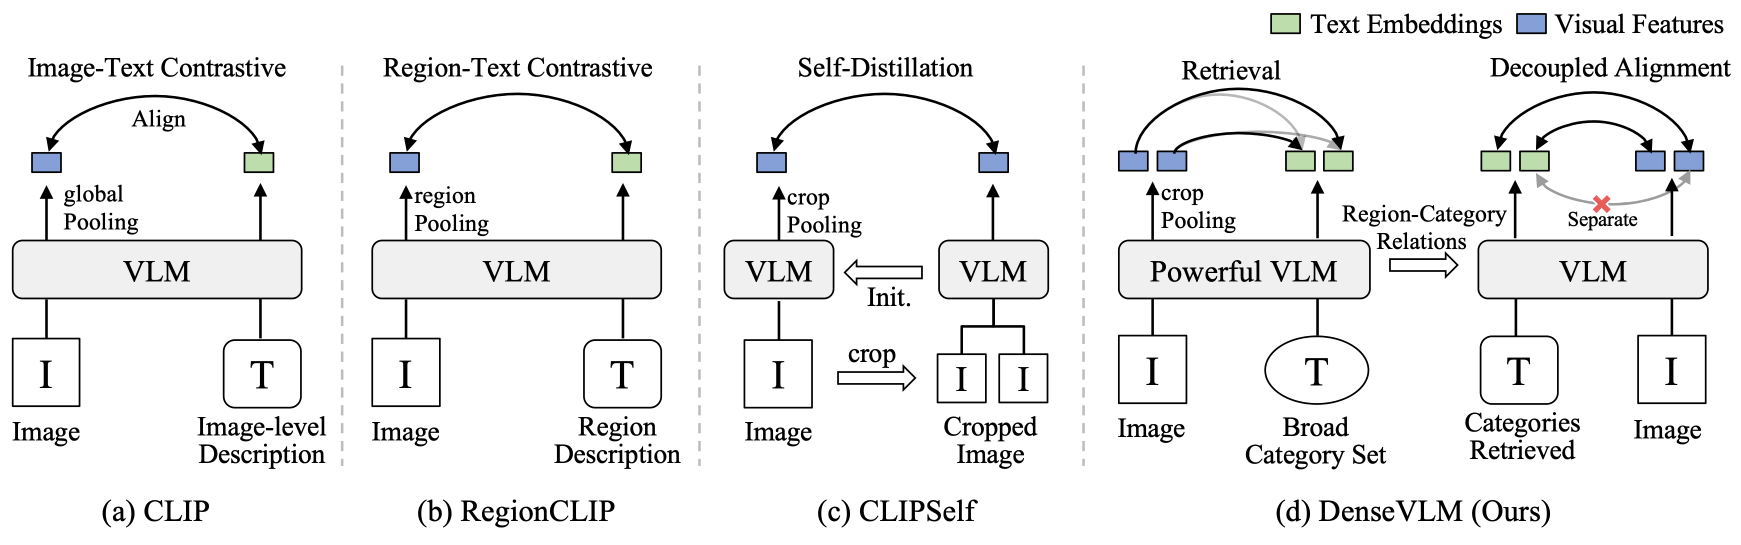 Text Embeddings
Visual Features
Image-Text Contrastive
Align
global
Pooling
VLM
I
T
Image
Image-level
Description
(a) CLIP
Region-Text Contrastive
region
Pooling
VLM
I
T
Image
Region
Description
(b) RegionCLIP
Self-Distillation
crop
Pooling
VLM
VLM
Init.
I
crop
I
I
Image
Cropped
Image
(c) CLIPSelf
Retrieval
crop
Pooling
Powerful VLM
I
T
Image
Broad
Category Set
Region-Category
Relations
Decoupled Alignment
Separate
VLM
T
I
Categories
Retrieved
Image
(d) DenseVLM (Ours)